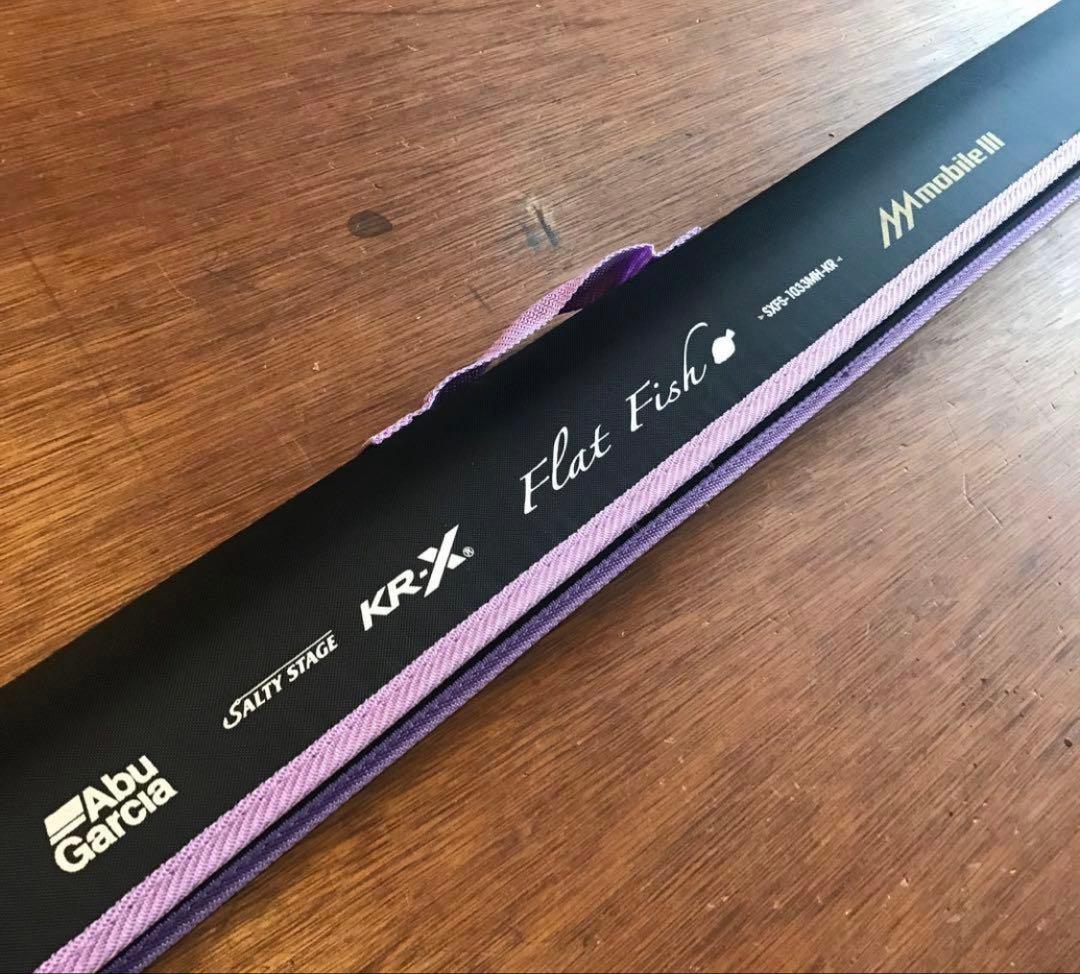 Abu
Garcia
SALTY STAGE
KR-X®
Flat Fish
SXFS-1033MH-KR
mobile III